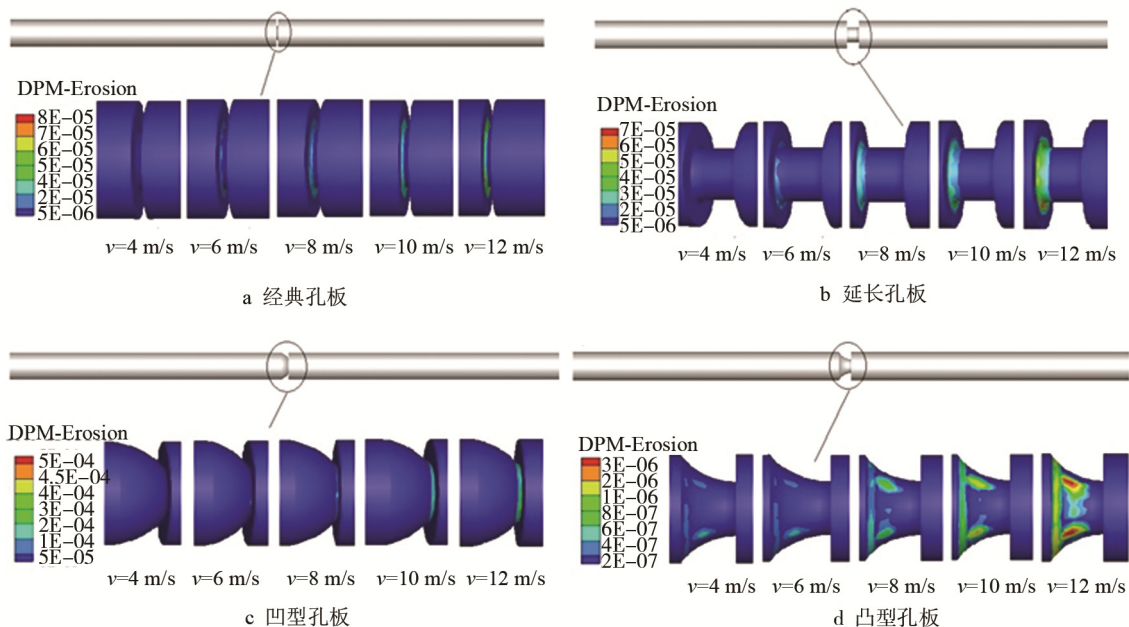 DPM-Erosion
8E-05
7E-05
6E-05
5E-05
4E-05
2E-05
5E-06
v=4 m/s v=6 m/s v=8 m/s v=10 m/s v=12 m/s
a 经典孔板
DPM-Erosion
7E-05
6E-05
5E-05
4E-05
3E-05
2E-05
5E-06
v=4 m/s v=6 m/s v=8 m/s v=10 m/s v=12 m/s
b 延长孔板
DPM-Erosion
5E-04
4.5E-04
4E-04
3E-04
2E-04
1E-04
5E-05
v=4 m/s v=6 m/s v=8 m/s v=10 m/s v=12 m/s
c 凹型孔板
DPM-Erosion
3E-06
2E-06
1E-06
8E-07
6E-07
4E-07
2E-07
v=4 m/s v=6 m/s v=8 m/s v=10 m/s v=12 m/s
d 凸型孔板